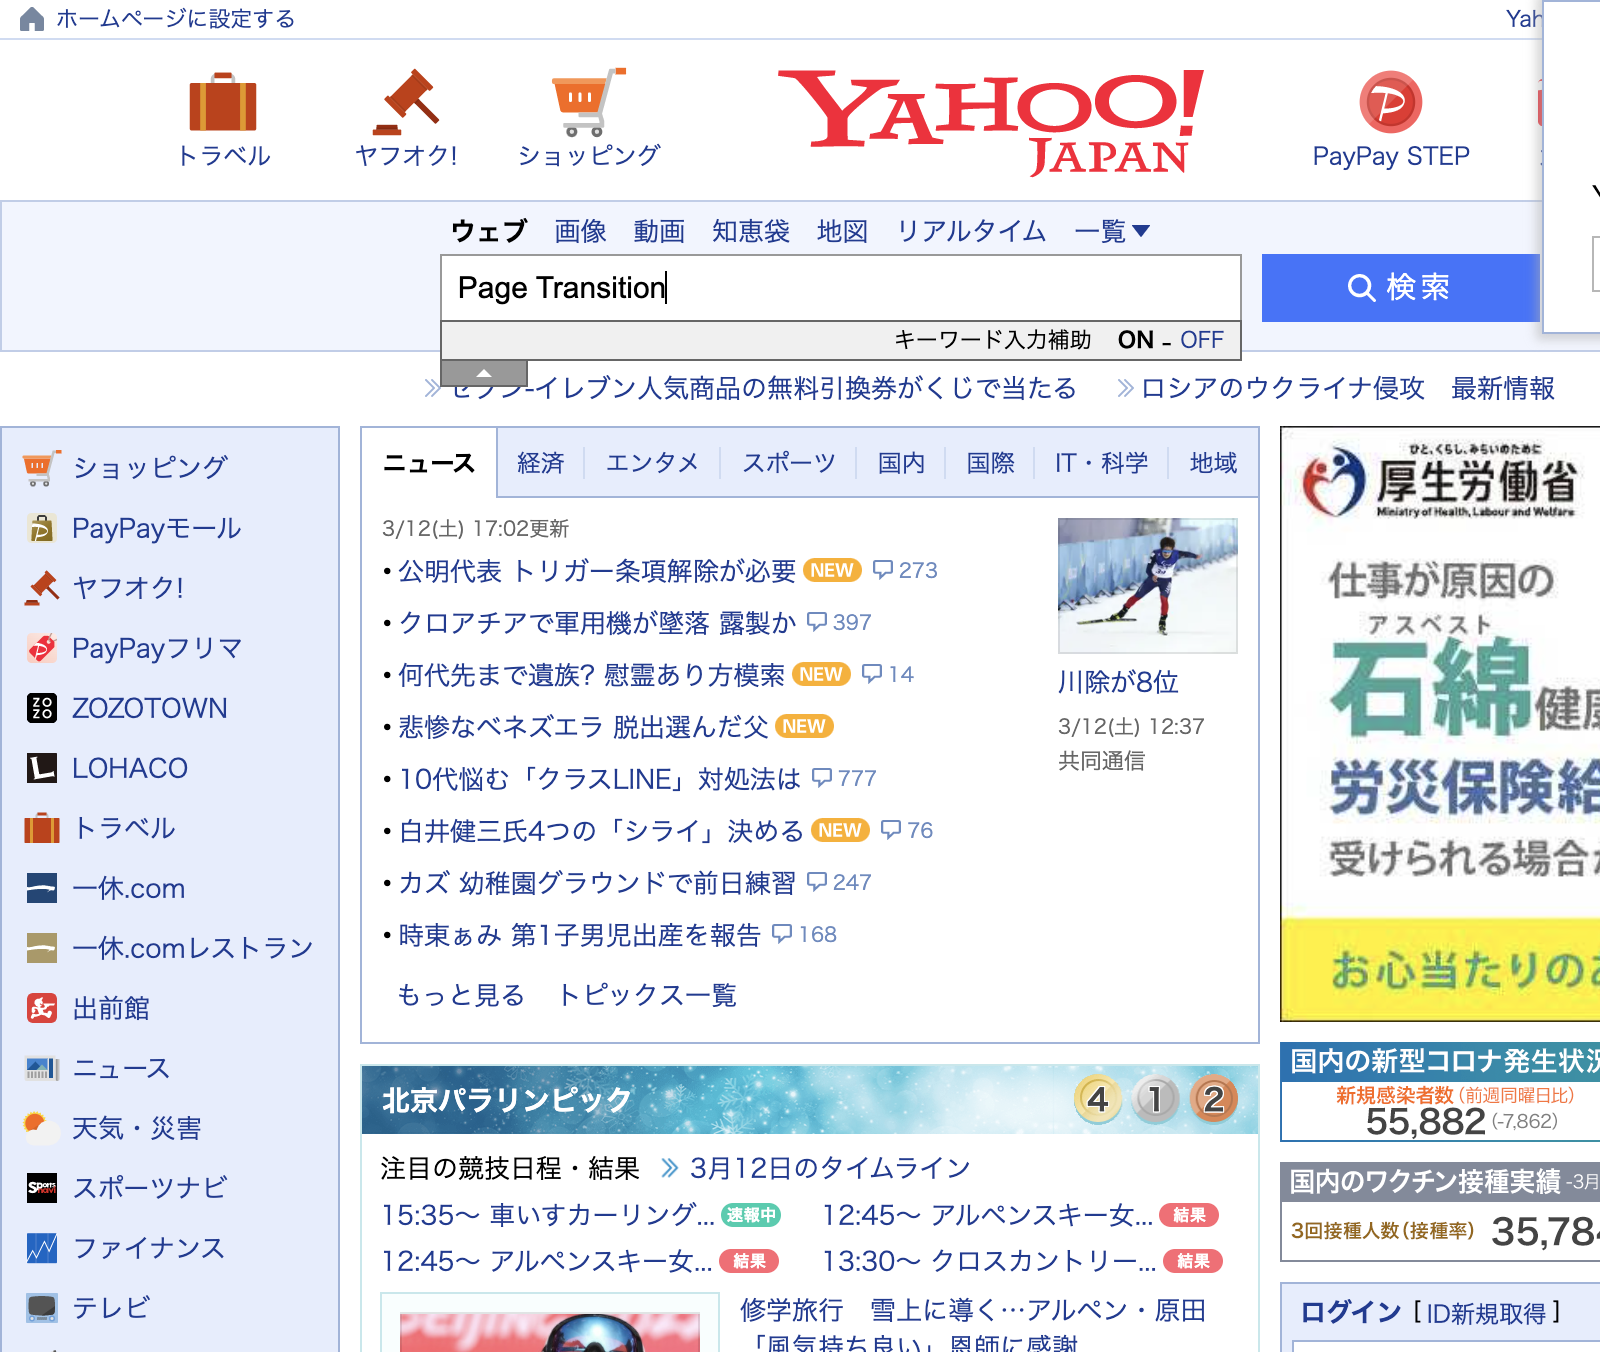 ホームページに設定する
トラベル
ヤフオク!
ショッピング
YAHOO!
JAPAN
PayPay STEP
ウェブ 画像 動画 知恵袋 地図 リアルタイム 一覧
Page Transition
検索
キーワード入力補助 ON - OFF
セブン-イレブン人気商品の無料引換券がくじで当たる
ロシアのウクライナ侵攻 最新情報
ショッピング
PayPayモール
ヤフオク!
PayPayフリマ
ZOZOTOWN
LOHACO
トラベル
一休.com
一休.comレストラン
出前館
ニュース
天気・災害
スポーツナビ
ファイナンス
テレビ
ニュース 経済 エンタメ スポーツ 国内 国際 IT・科学 地域
3/12(土) 17:02更新
公明代表 トリガー条項解除が必要 NEW 273
クロアチアで軍用機が墜落 露製か 397
何代先まで遺族? 慰霊あり方模索 NEW 14
悲惨なベネズエラ 脱出選んだ父 NEW
10代悩む「クラスLINE」対処法は 777
白井健三氏4つの「シライ」決める NEW 76
カズ 幼稚園グラウンドで前日練習 247
時東ぁみ 第1子男児出産を報告 168
もっと見る トピックス一覧
川除が8位
3/12(土) 12:37
共同通信
北京パラリンピック 4 1 2
注目の競技日程・結果 3月12日のタイムライン
15:35〜 車いすカーリング... 速報中
12:45〜 アルペンスキー女... 結果
12:45〜 アルペンスキー女... 結果
13:30〜 クロスカントリー... 結果
修学旅行 雪上に導く…アルペン・原田
「風気持ち良い」恩師に感謝
ひと、くらし、みらいのために
厚生労働省
Ministry of Health, Labour and Welfare
仕事が原因の
アスベスト
石綿健康
労災保険給
受けられる場合が
お心当たりの
国内の新型コロナ発生状況
新規感染者数 (前週同曜日比)
55,882 (-7,862)
国内のワクチン接種実績 -3月
3回接種人数(接種率) 35,784
ログイン [ ID新規取得 ]